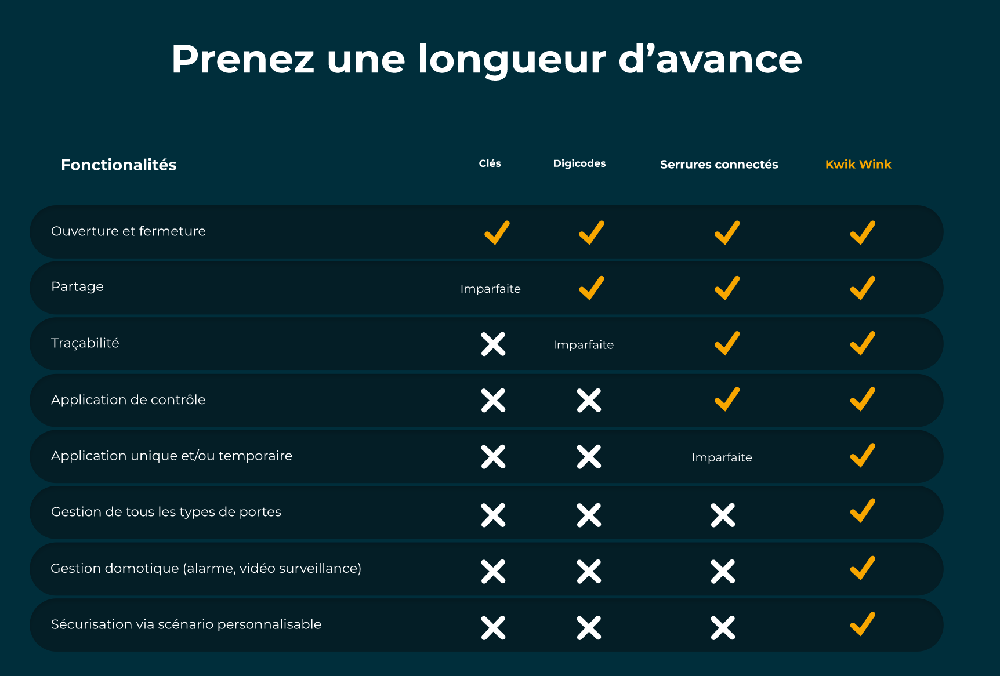 Prenez une longueur d’avance
Fonctionalités Clés Digicodes Serrures connectés Kwik Wink
Ouverture et fermeture
Partage Imparfaite
Traçabilité Imparfaite
Application de contrôle
Application unique et/ou temporaire Imparfaite
Gestion de tous les types de portes
Gestion domotique (alarme, vidéo surveillance)
Sécurisation via scénario personnalisable